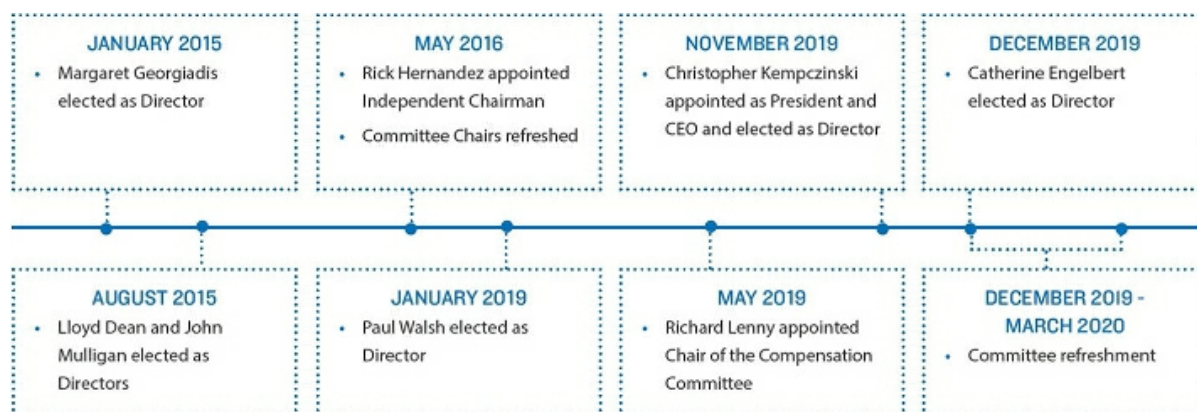 JANUARY 2015
• Margaret Georgiadis
elected as Director
MAY 2016
• Rick Hernandez appointed
Independent Chairman
• Committee Chairs refreshed
NOVEMBER 2019
• Christopher Kempczinski
appointed as President and
CEO and elected as Director
DECEMBER 2019
• Catherine Engelbert
elected as Director
AUGUST 2015
• Lloyd Dean and John
Mulligan elected as
Directors
JANUARY 2019
• Paul Walsh elected as
Director
MAY 2019
• Richard Lenny appointed
Chair of the Compensation
Committee
DECEMBER 2019 -
MARCH 2020
• Committee refreshment